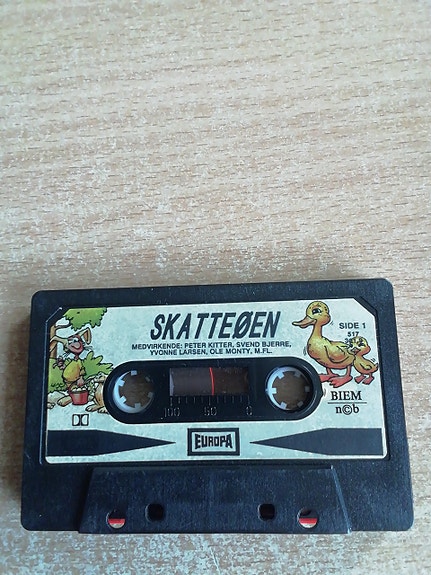 SKATTEØEN
MEDVIRKENDE: PETER KITTER, SVEND BJERRE,
YVONNE LARSEN, OLE MONTY, M.FL.
SIDE 1
517
100 50 0
BIEM
n©b
EUROPA